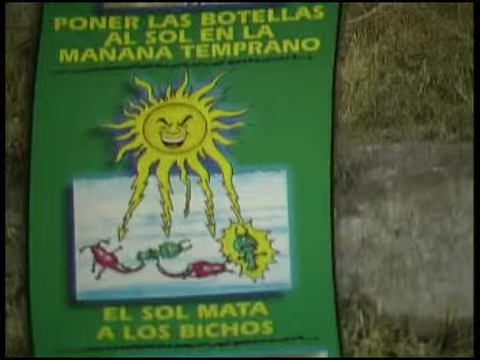 PONER LAS BOTELLAS
AL SOL EN LA
MAÑANA TEMPRANO
EL SOL MATA
A LOS BICHOS